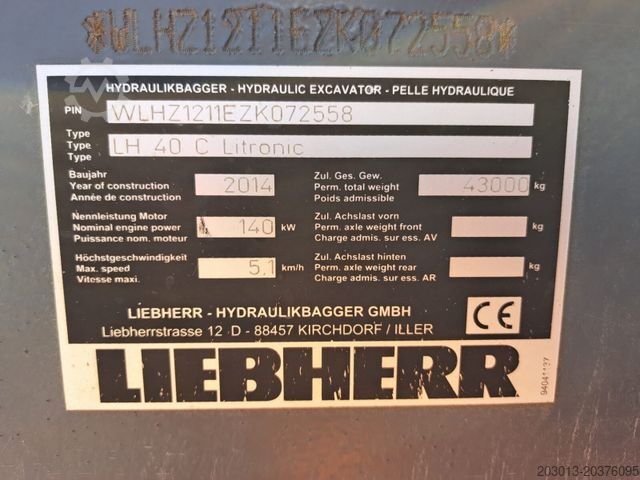 *WLHZ1211EZK072558*
HYDRAULIKBAGGER - HYDRAULIC EXCAVATOR - PELLE HYDRAULIQUE
PIN WLHZ1211EZK072558
Type
Type LH 40 C Litronic
Type
Baujahr
Year of construction 2014
Année de construction
Zul. Ges. Gew.
Perm. total weight 43000 kg
Poids admissible
Nennleistung Motor
Nominal engine power 140 kW
Puissance nom. moteur
Zul. Achslast vorn
Perm. axle weight front kg
Charge admis. sur ess. AV
Höchstgeschwindigkeit
Max. speed 5,1 km/h
Vitesse maxi.
Zul. Achslast hinten
Perm. axle weight rear kg
Charge admis. sur ess. AR
LIEBHERR - HYDRAULIKBAGGER GMBH
Liebherrstrasse 12 D - 88457 KIRCHDORF / ILLER
CE
LIEBHERR
203013-20376095